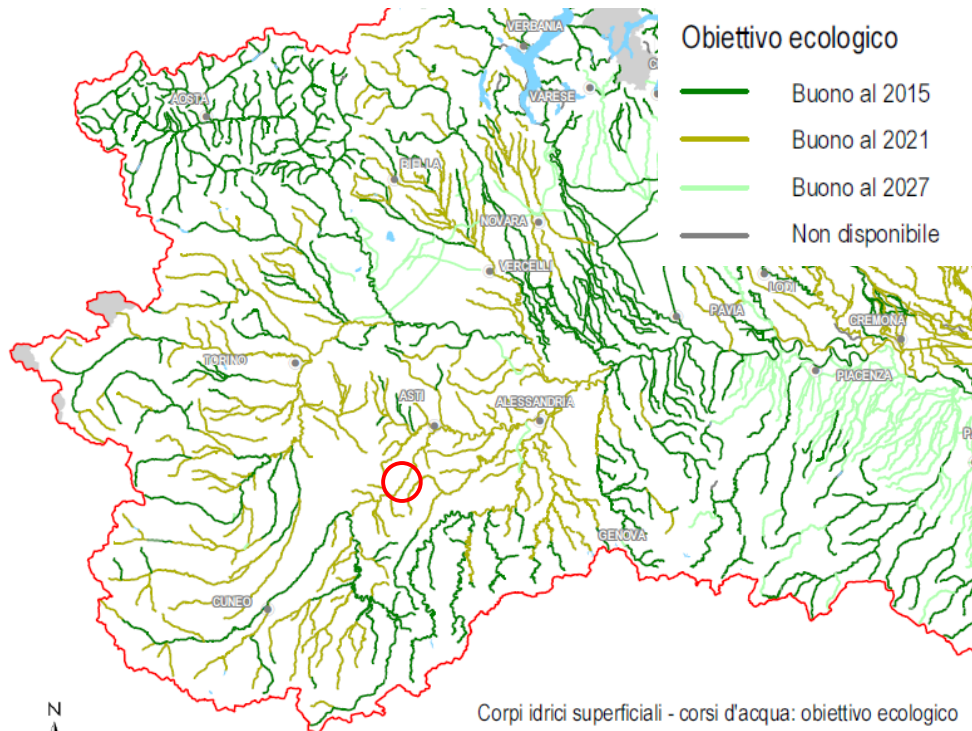 VERBANIA
Obiettivo ecologico
AOSTA
VARESE
Buono al 2015
Buono al 2021
BIELLA
Buono al 2027
NOVARA
Non disponibile
VERCELLI
LODI
PAVIA
CREMONA
TORINO
PIACENZA
ASTI
ALESSANDRIA
GENOVA
CUNEO
N
Corpi idrici superficiali - corsi d'acqua: obiettivo ecologico